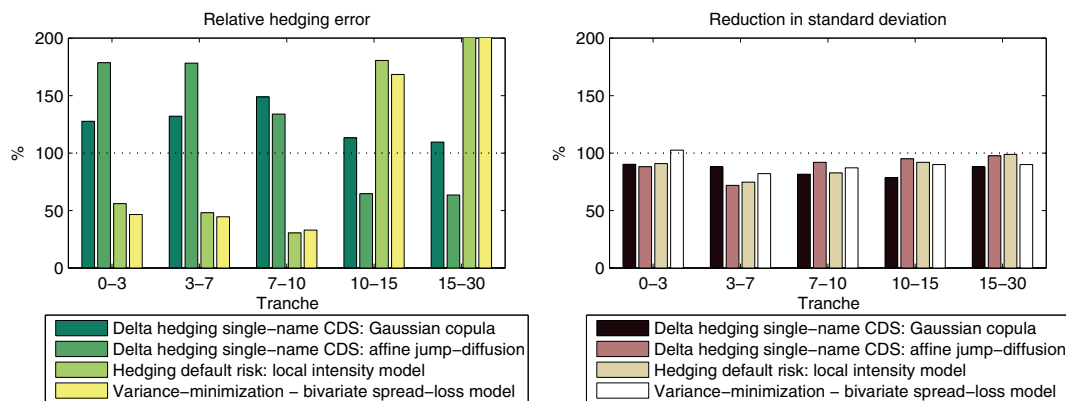 Relative hedging error
200
150
100
50
0
%
0−3
3−7
7−10
10−15
15−30
Tranche
Delta hedging single−name CDS: Gaussian copula
Delta hedging single−name CDS: affine jump−diffusion
Hedging default risk: local intensity model
Variance−minimization − bivariate spread−loss model
Reduction in standard deviation
200
150
100
50
0
%
0−3
3−7
7−10
10−15
15−30
Tranche
Delta hedging single−name CDS: Gaussian copula
Delta hedging single−name CDS: affine jump−diffusion
Hedging default risk: local intensity model
Variance−minimization − bivariate spread−loss model